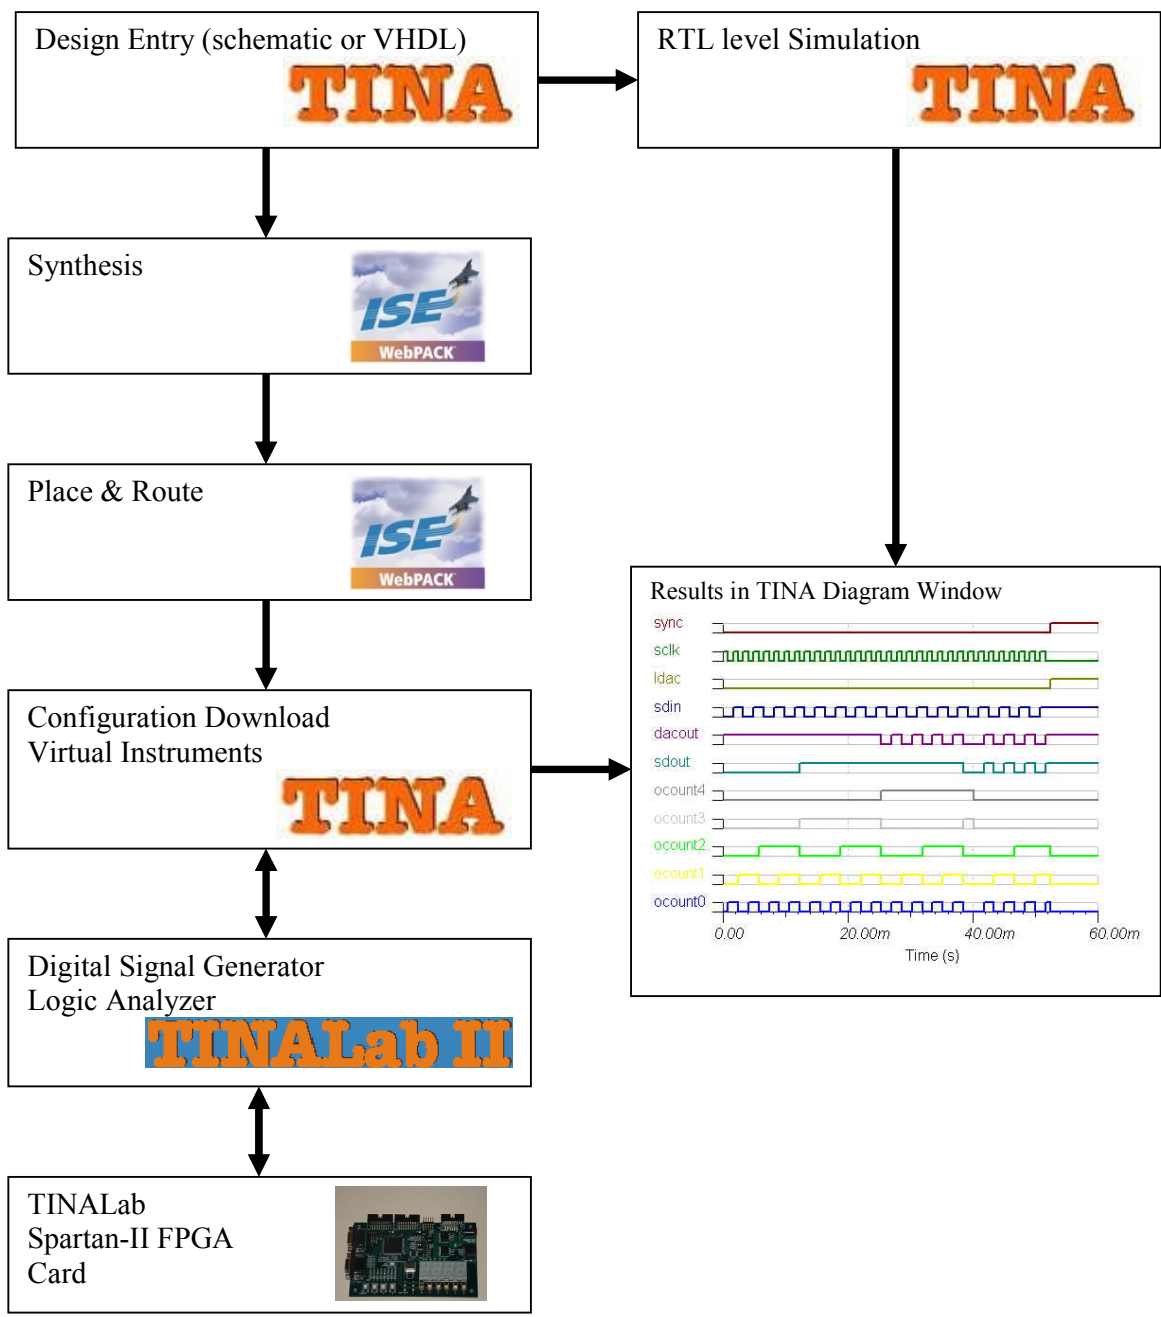 Design Entry (schematic or VHDL)
TINA
RTL level Simulation
TINA
Synthesis
ISE
WebPACK
Place & Route
ISE
WebPACK
Configuration Download
Virtual Instruments
TINA
Results in TINA Diagram Window
sync
sclk
ldac
sdin
dacout
sdout
ocount4
ocount3
ocount2
ocount1
ocount0
0.00 20.00m 40.00m 60.00m
Time (s)
Digital Signal Generator
Logic Analyzer
TINALab II
TINALab
Spartan-II FPGA
Card